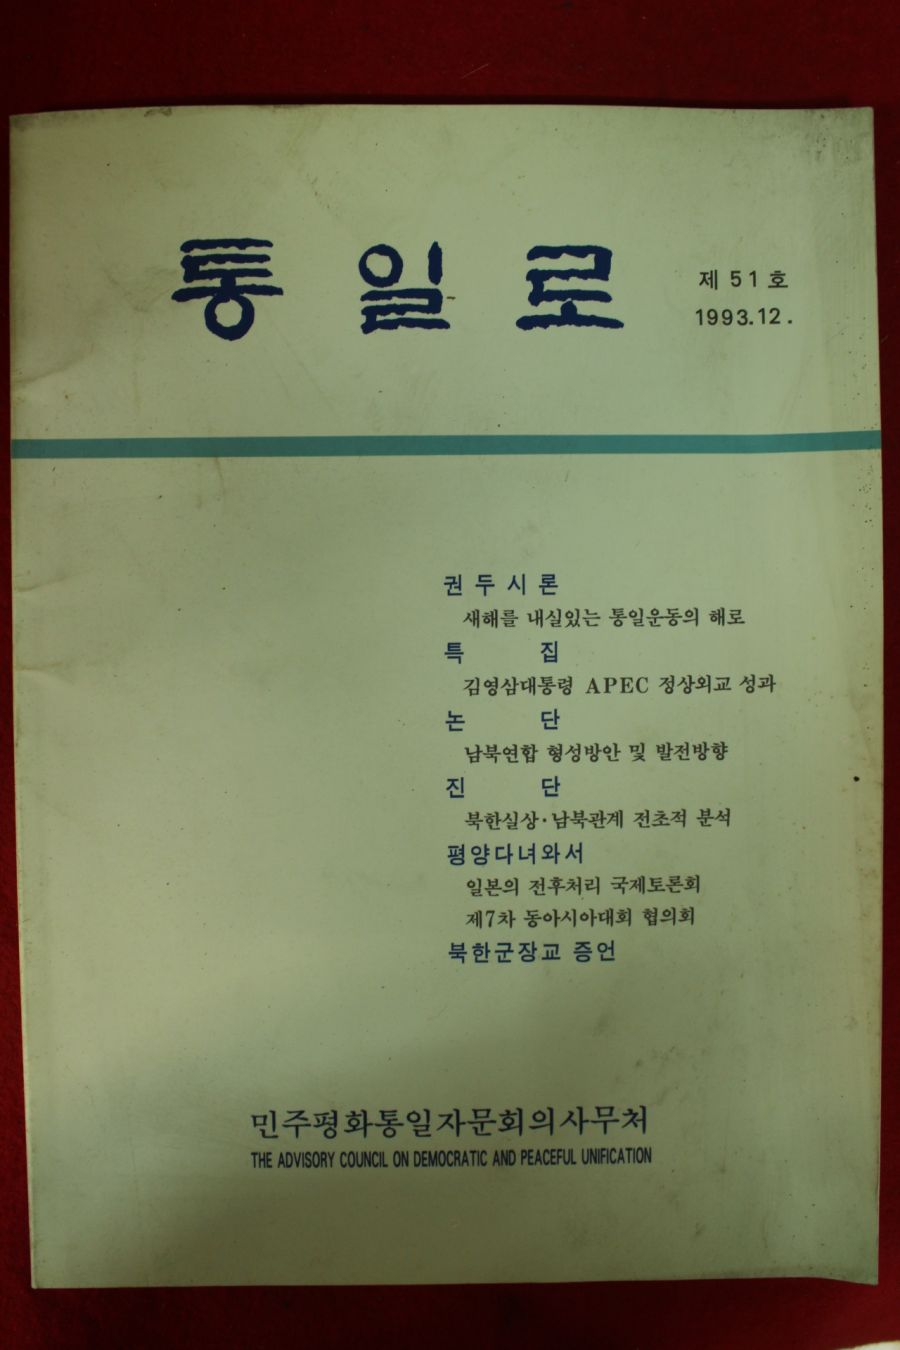 통일로
제 51 호
1993.12.
권두시론
새해를 내실있는 통일운동의 해로
특 집
김영삼대통령 APEC 정상외교 성과
논 단
남북연합 형성방안 및 발전방향
진 단
북한실상·남북관계 전초적 분석
평양다녀와서
일본의 전후처리 국제토론회
제7차 동아시아대회 협의회
북한군장교 증언
민주평화통일자문회의사무처
THE ADVISORY COUNCIL ON DEMOCRATIC AND PEACEFUL UNIFICATION